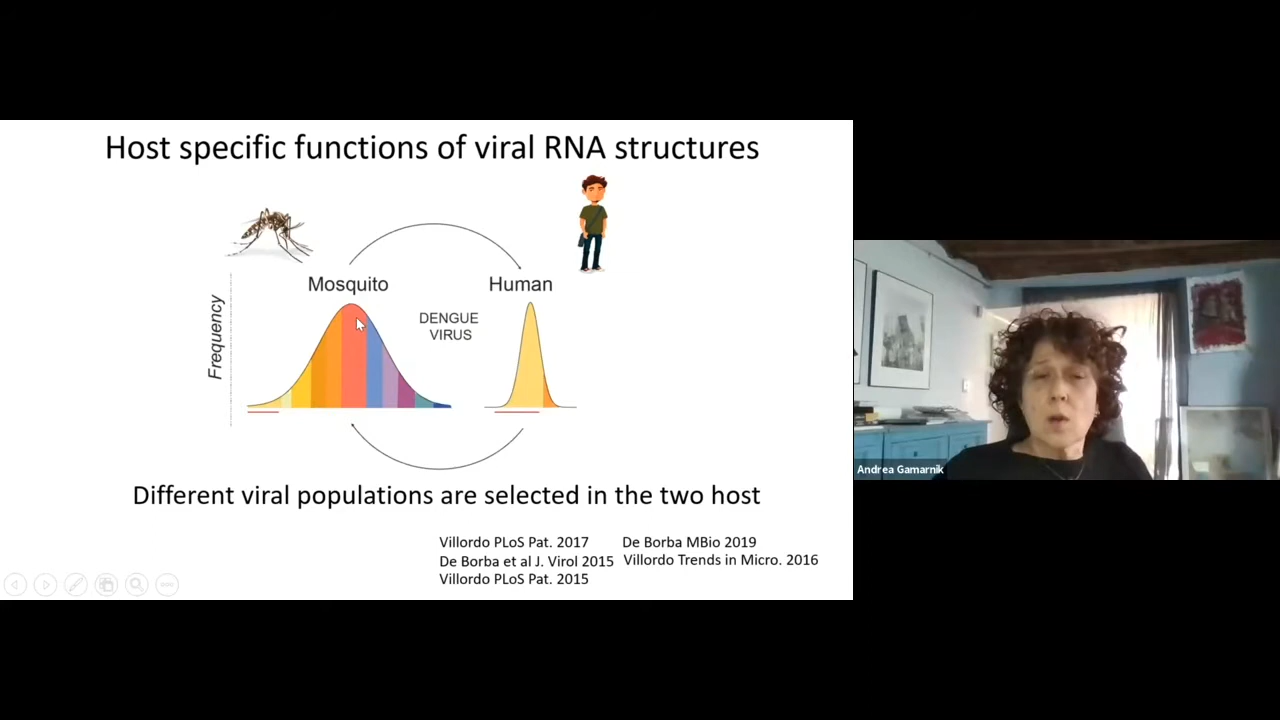 Host specific functions of viral RNA structures
Mosquito
Human
Frequency
DENGUE
VIRUS
Different viral populations are selected in the two host
Villordo PLoS Pat. 2017
De Borba et al J. Virol 2015
Villordo PLoS Pat. 2015
De Borba MBio 2019
Villordo Trends in Micro. 2016
Andrea Gamarnik